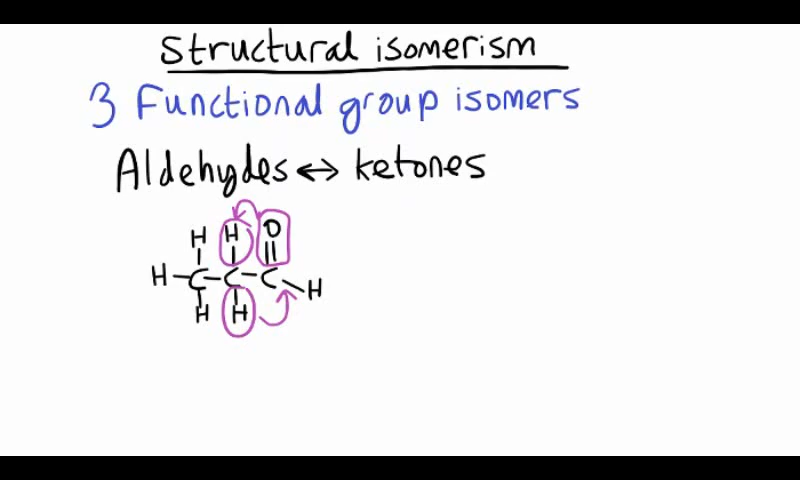 Structural isomerism
3 Functional group isomers
Aldehydes ↔ ketones
H H O
H-C-C-C
H
H H